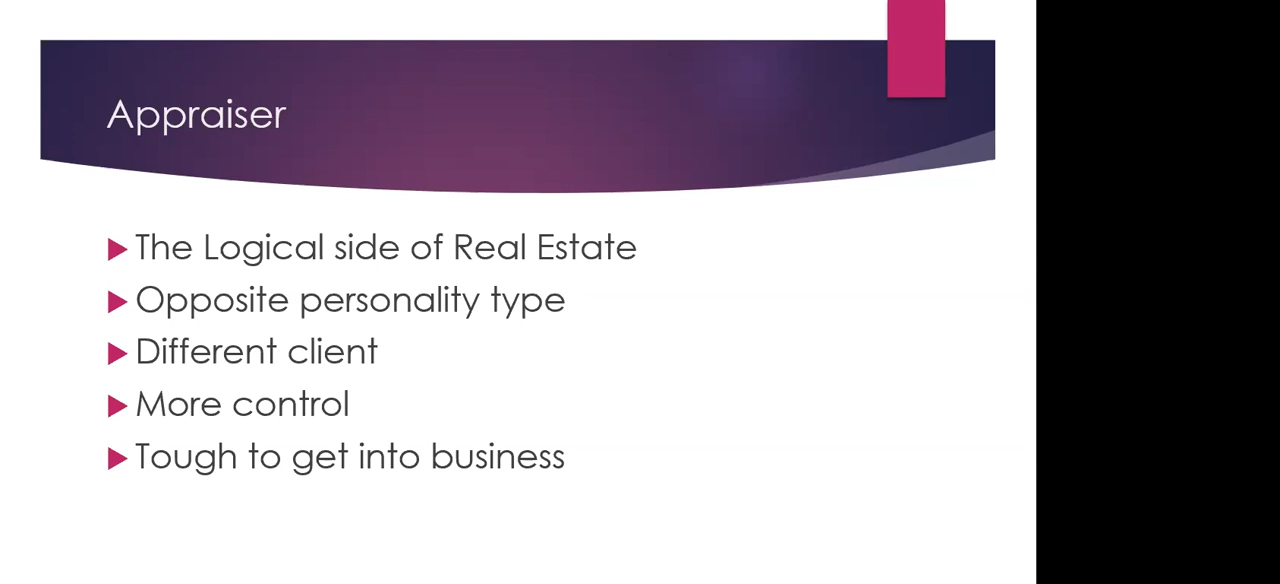 Appraiser
The Logical side of Real Estate
Opposite personality type
Different client
More control
Tough to get into business